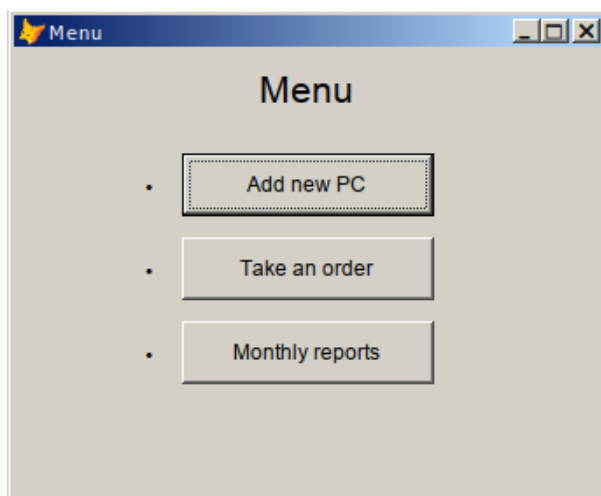 Menu
Menu
• Add new PC
• Take an order
• Monthly reports